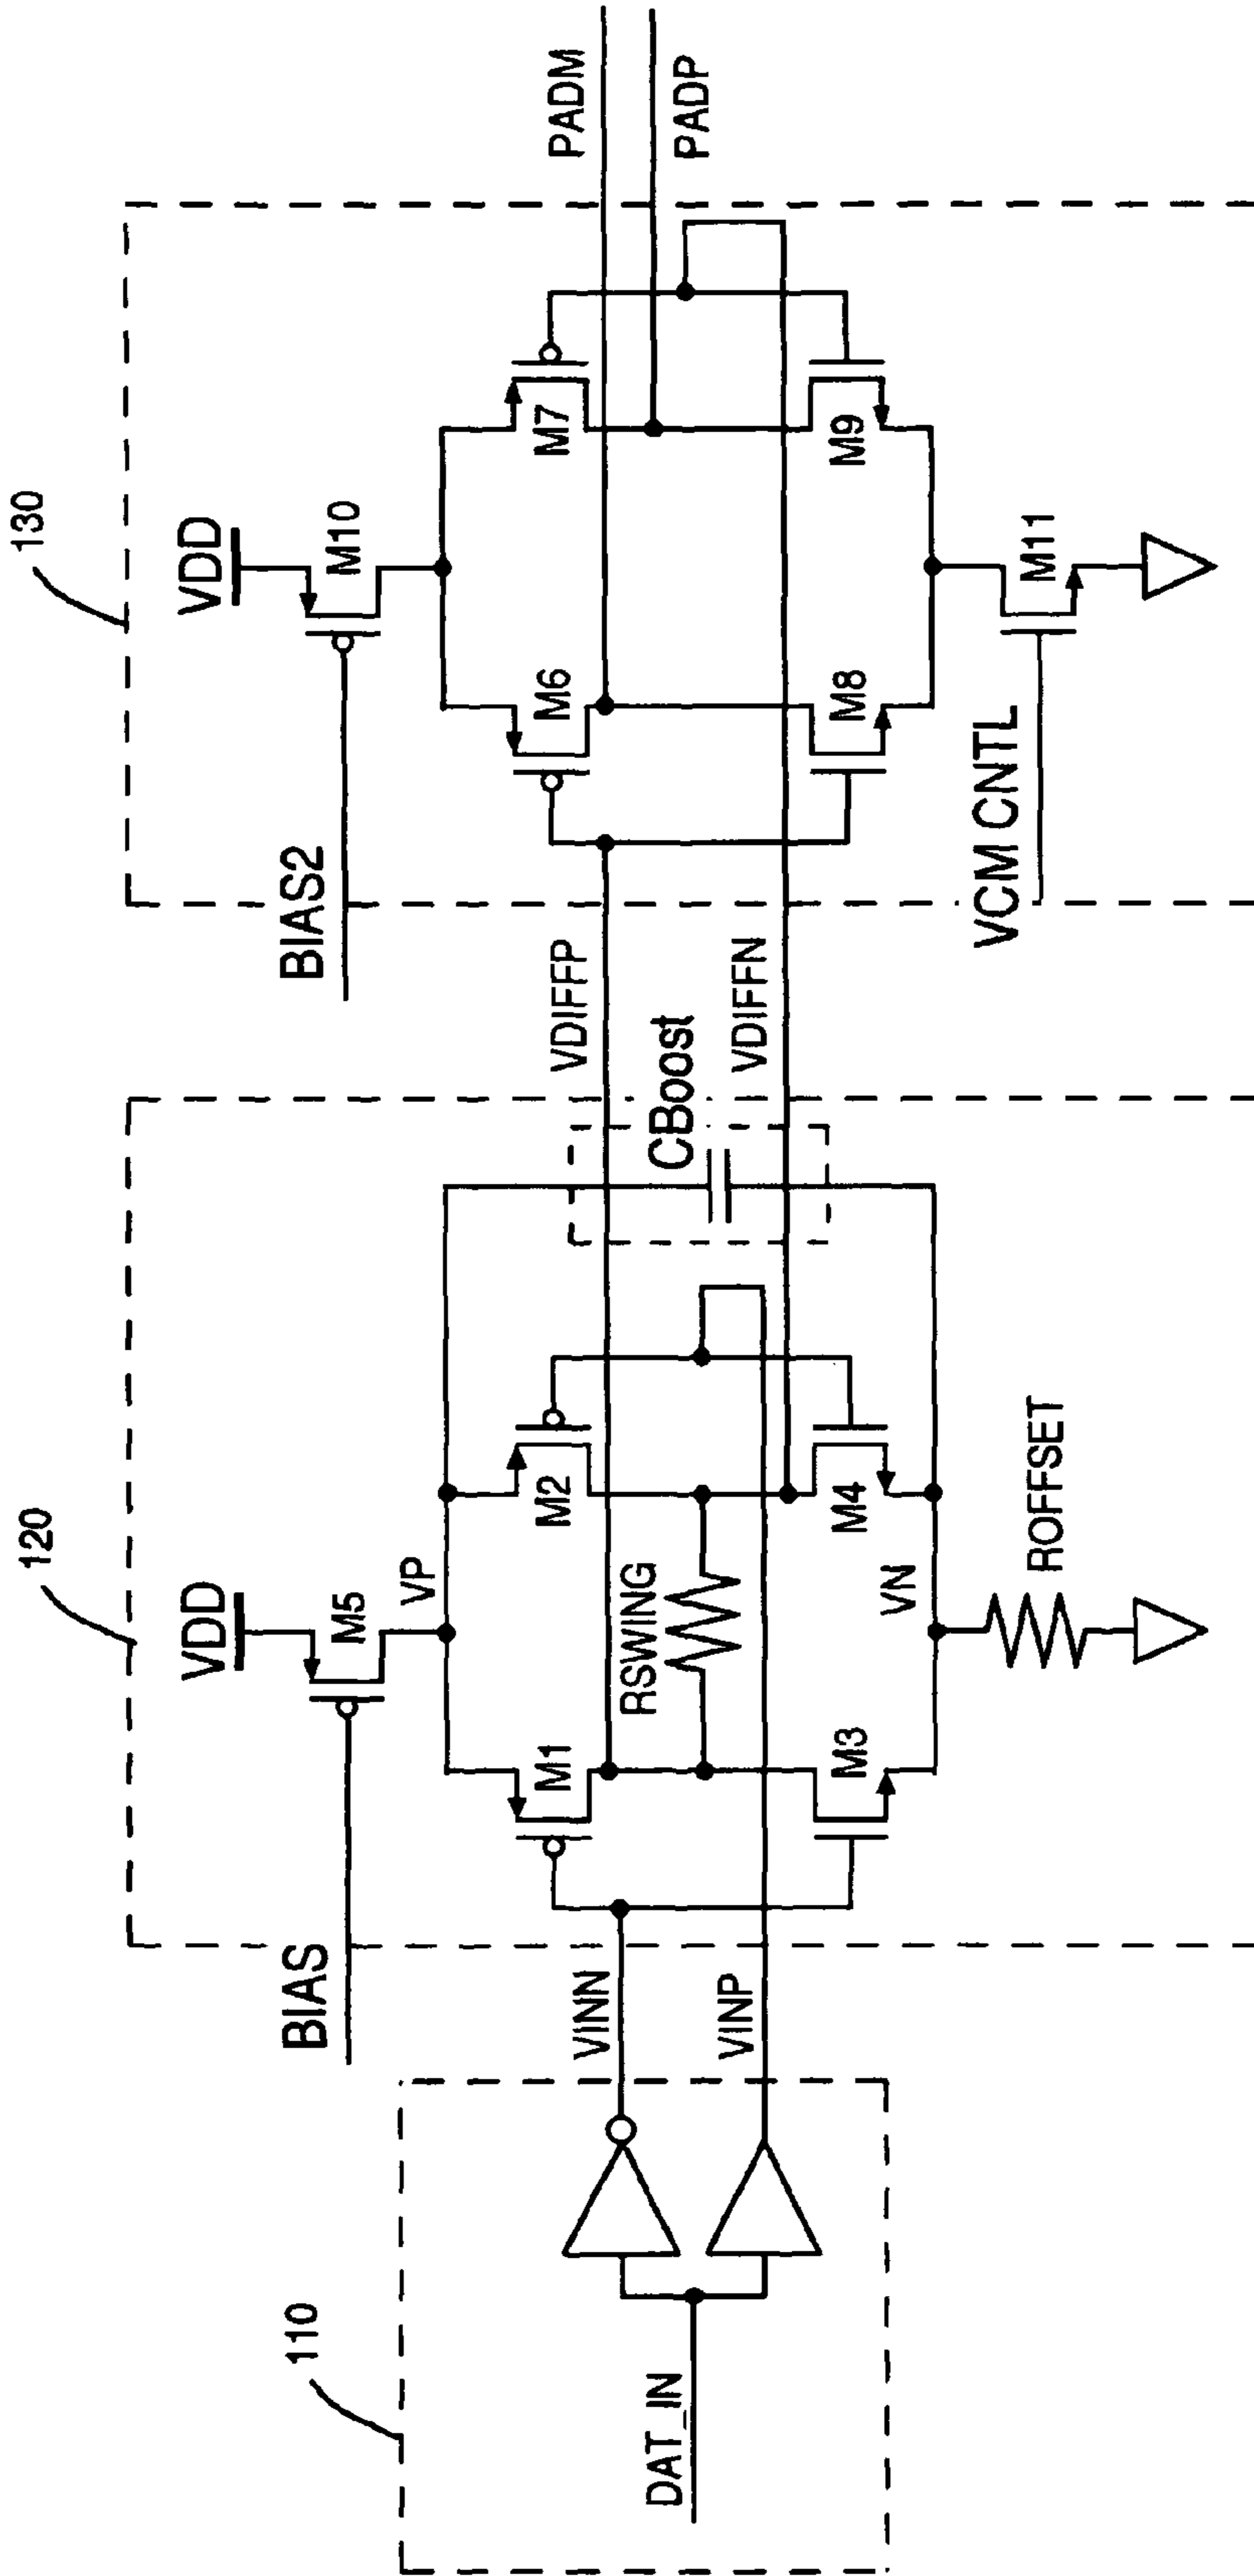 110
120
130
DAT_IN
VINN
VINP
BIAS
VDD
M5
VP
M1
M2
RSWING
M3
M4
VN
ROFFSET
CBoost
VDIFFP
VDIFFN
BIAS2
VDD
M10
M6
M7
M8
M9
VCM CNTL
M11
PADM
PADP